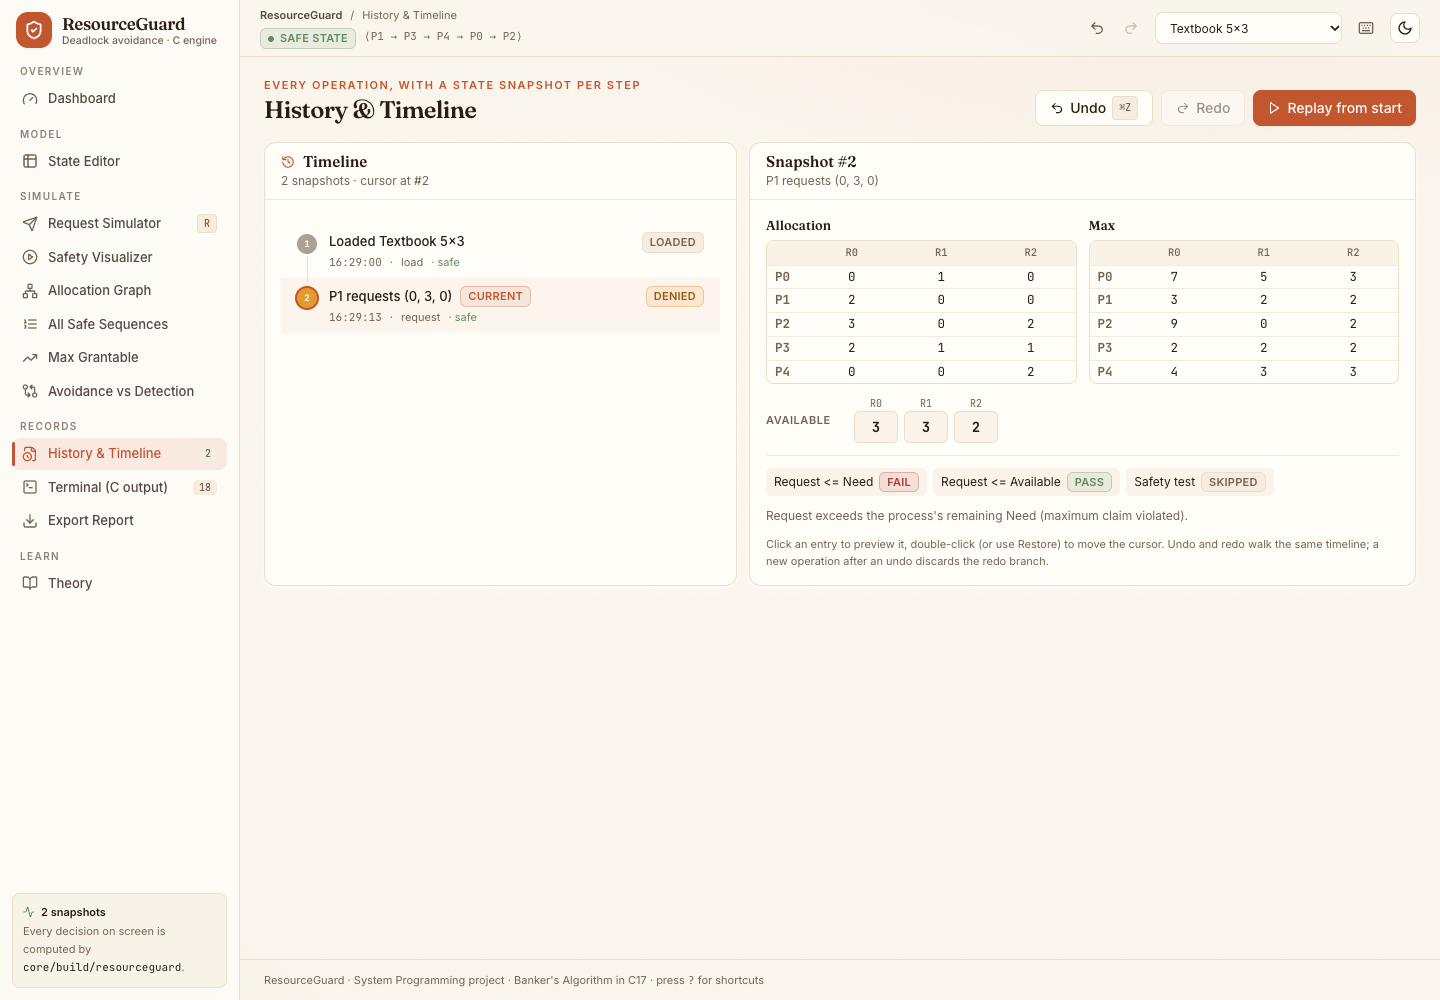 ResourceGuard
Deadlock avoidance · C engine
OVERVIEW
Dashboard
MODEL
State Editor
SIMULATE
Request Simulator R
Safety Visualizer
Allocation Graph
All Safe Sequences
Max Grantable
Avoidance vs Detection
RECORDS
History & Timeline 2
Terminal (C output) 18
Export Report
LEARN
Theory
2 snapshots
Every decision on screen is
computed by
core/build/resourceguard.
ResourceGuard / History & Timeline
SAFE STATE ⟨P1 → P3 → P4 → P0 → P2⟩
Textbook 5×3
EVERY OPERATION, WITH A STATE SNAPSHOT PER STEP
History & Timeline
Undo ⌘Z
Redo
Replay from start
Timeline
2 snapshots · cursor at #2
1 Loaded Textbook 5×3 LOADED
16:29:00 · load · safe
2 P1 requests (0, 3, 0) CURRENT DENIED
16:29:13 · request · safe
Snapshot #2
P1 requests (0, 3, 0)
Allocation
R0 R1 R2
P0 0 1 0
P1 2 0 0
P2 3 0 2
P3 2 1 1
P4 0 0 2
Max
R0 R1 R2
P0 7 5 3
P1 3 2 2
P2 9 0 2
P3 2 2 2
P4 4 3 3
R0 R1 R2
AVAILABLE 3 3 2
Request <= Need FAIL Request <= Available PASS Safety test SKIPPED
Request exceeds the process's remaining Need (maximum claim violated).
Click an entry to preview it, double-click (or use Restore) to move the cursor. Undo and redo walk the same timeline; a
new operation after an undo discards the redo branch.
ResourceGuard · System Programming project · Banker's Algorithm in C17 · press ? for shortcuts